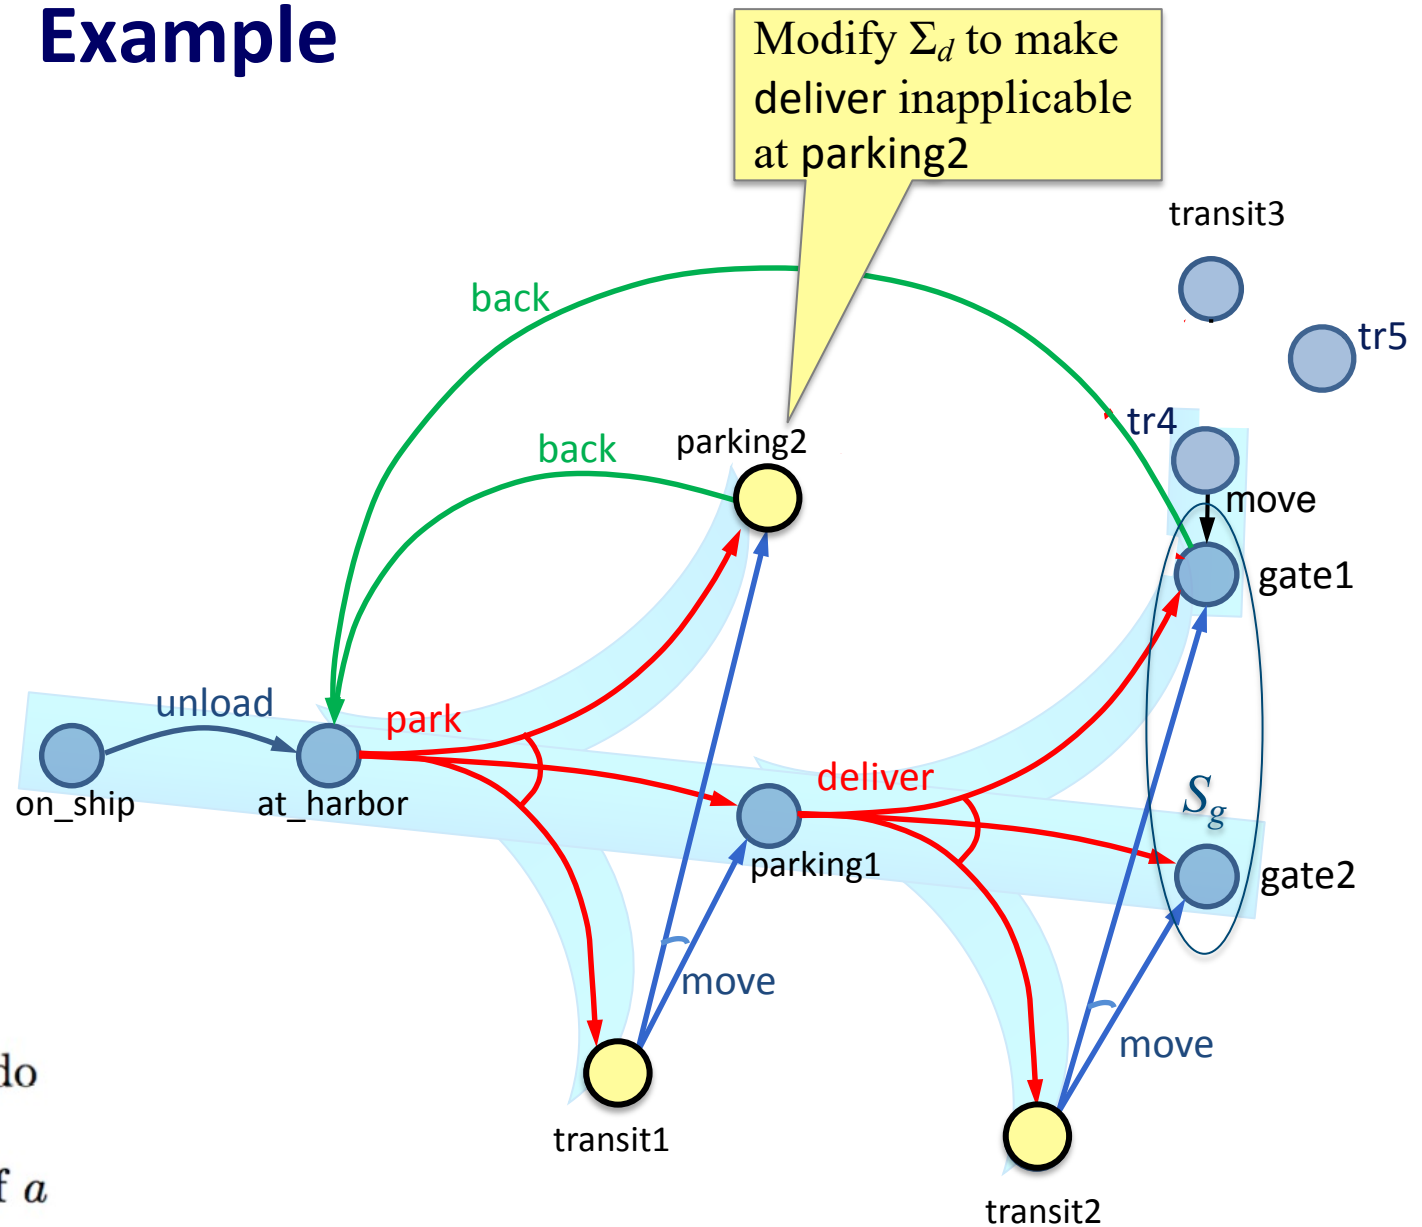 Example
Modify Σd to make
deliver inapplicable
at parking2
transit3
tr5
back
tr4
back
parking2
move
gate1
unload
park
on_ship
at_harbor
deliver
Sg
parking1
gate2
move
move
do
transit1
f a
transit2